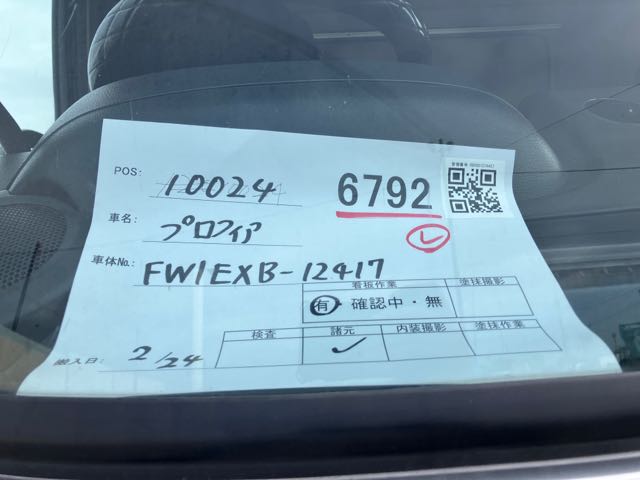 POS: 10024
6792
車名: プロフィア
レ
車体No. FW1EXB-12417
看板作業 塗抹撮影
有・確認中・無
検査 諸元 内装撮影 塗抹作業
搬入日: 2/24 ✓